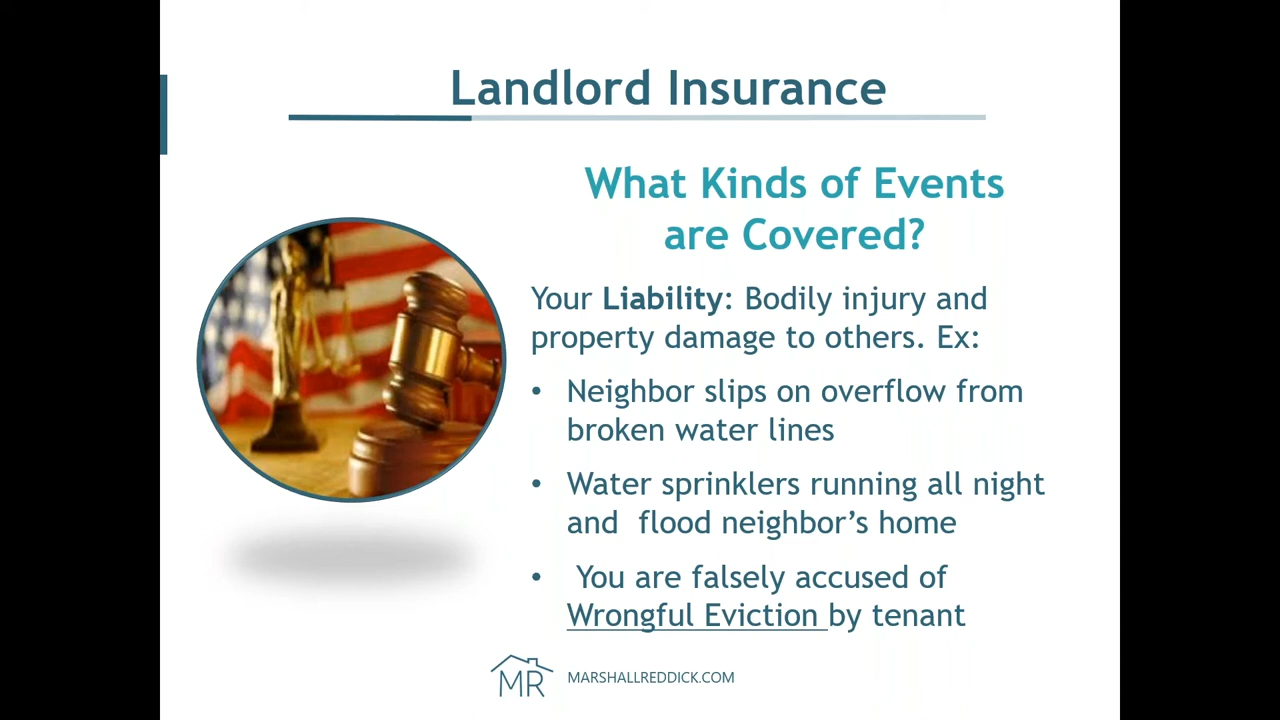 Landlord Insurance
What Kinds of Events
are Covered?
Your Liability: Bodily injury and
property damage to others. Ex:
• Neighbor slips on overflow from
broken water lines
• Water sprinklers running all night
and  flood neighbor’s home
•  You are falsely accused of
Wrongful Eviction by tenant
MR MARSHALLREDDICK.COM